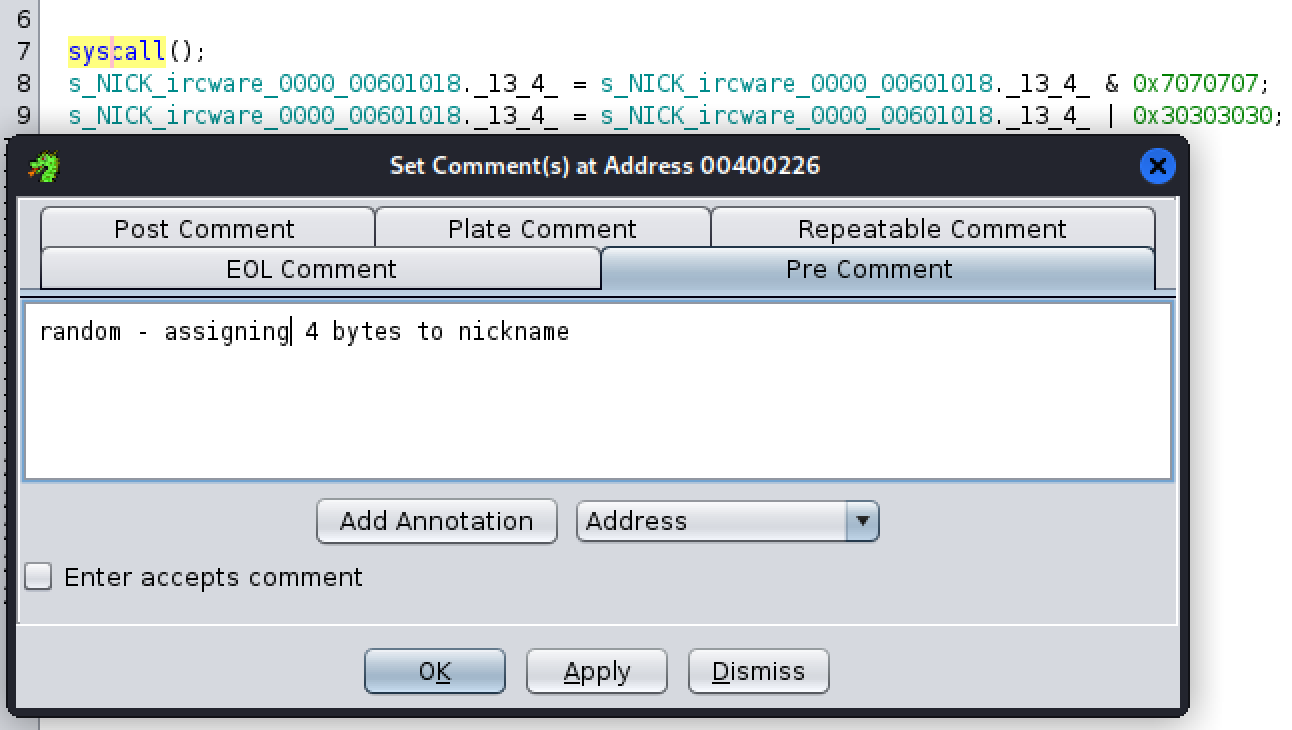 6
7 syscall();
8 s_NICK_ircware_0000_00601018._13_4_ = s_NICK_ircware_0000_00601018._13_4_ & 0x7070707;
9 s_NICK_ircware_0000_00601018._13_4_ = s_NICK_ircware_0000_00601018._13_4_ | 0x30303030;
Set Comment(s) at Address 00400226
Post Comment Plate Comment Repeatable Comment
EOL Comment Pre Comment
random - assigning 4 bytes to nickname
Add Annotation Address
Enter accepts comment
OK Apply Dismiss